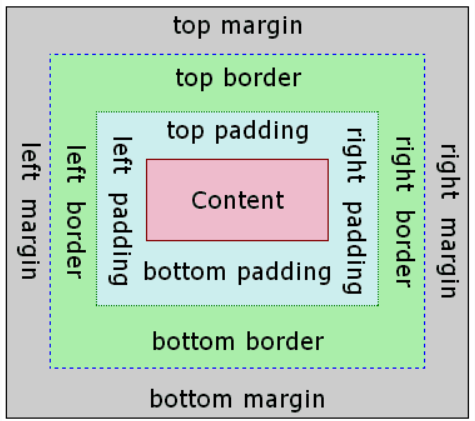 top margin
top border
top padding
left margin
left border
left padding
Content
right padding
right border
right margin
bottom padding
bottom border
bottom margin